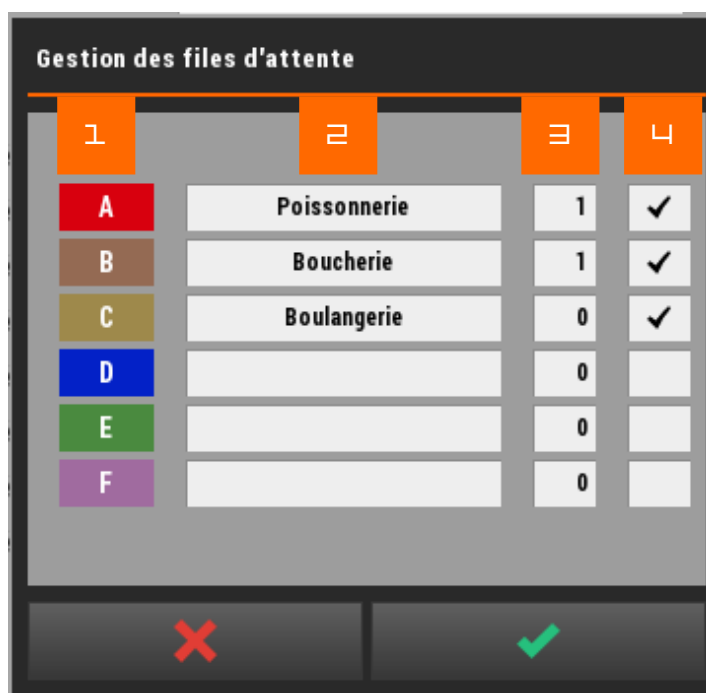 Gestion des files d'attente
1 2 3 4
A Poissonnerie 1 ✓
B Boucherie 1 ✓
C Boulangerie 0 ✓
D 0
E 0
F 0